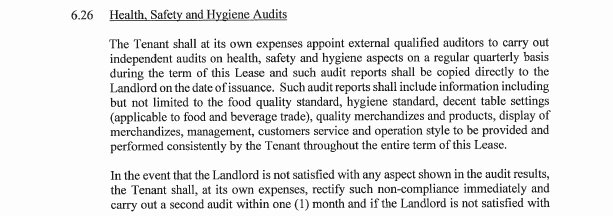 6.26 Health, Safety and Hygiene Audits
The Tenant shall at its own expenses appoint external qualified auditors to carry out
independent audits on health, safety and hygiene aspects on a regular quarterly basis
during the term of this Lease and such audit reports shall be copied directly to the
Landlord on the date of issuance. Such audit reports shall include information including
but not limited to the food quality standard, hygiene standard, decent table settings
(applicable to food and beverage trade), quality merchandizes and products, display of
merchandizes, management, customers service and operation style to be provided and
performed consistently by the Tenant throughout the entire term of this Lease.
In the event that the Landlord is not satisfied with any aspect shown in the audit results,
the Tenant shall, at its own expenses, rectify such non-compliance immediately and
carry out a second audit within one (1) month and if the Landlord is not satisfied with